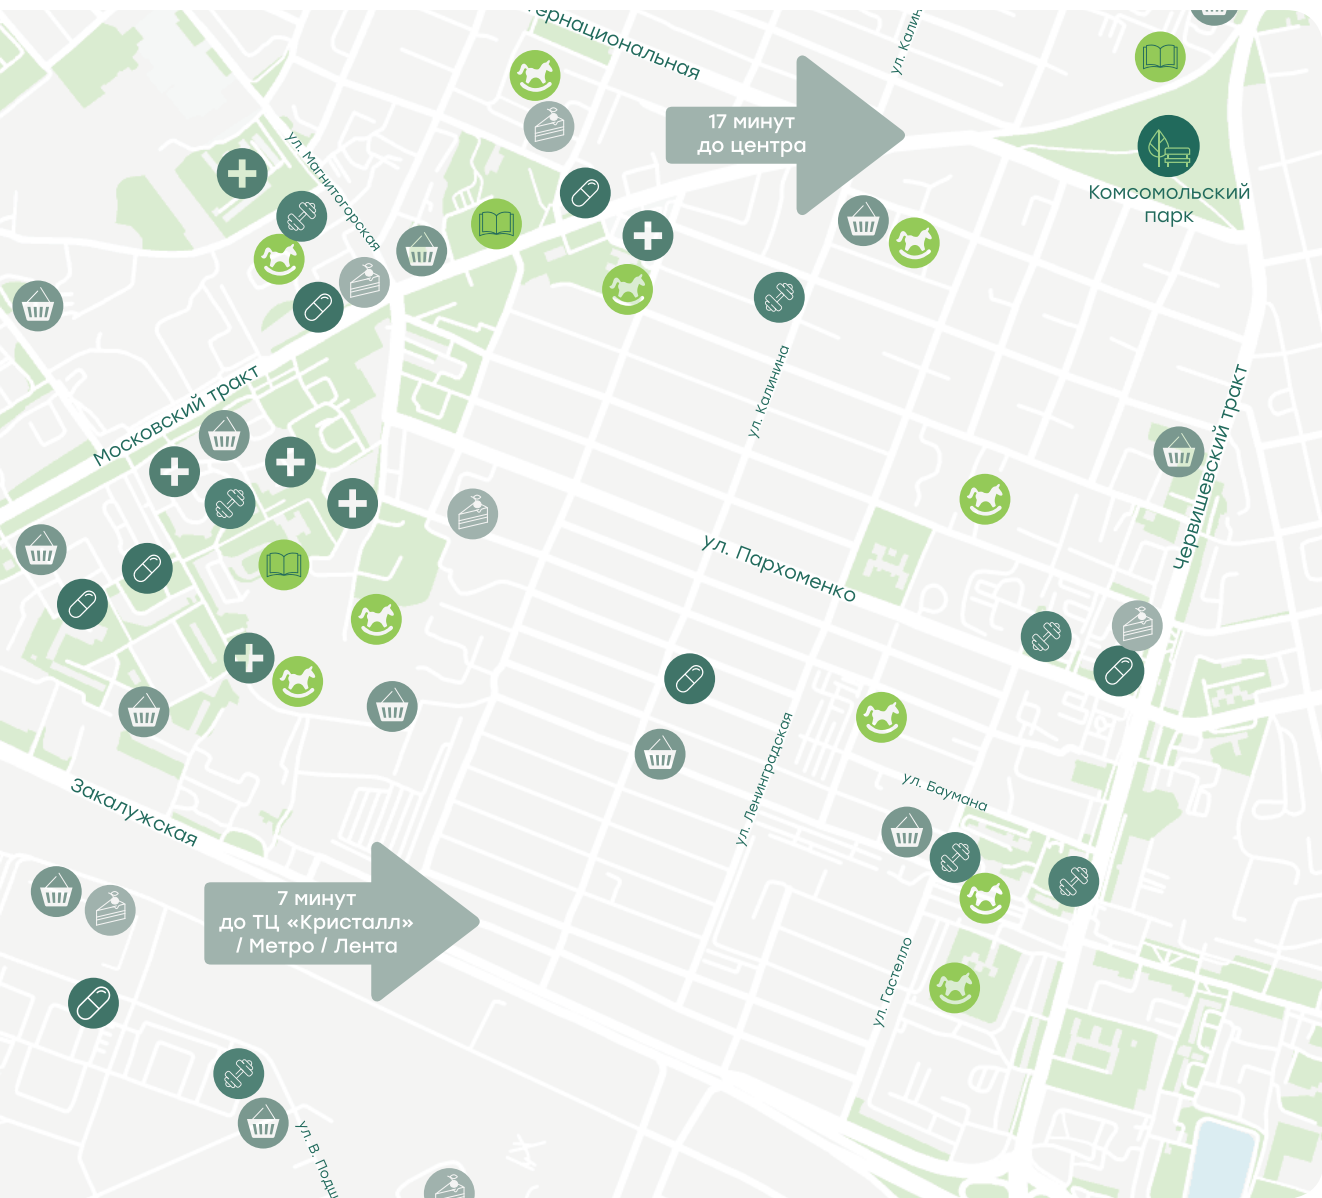 ернациональная
ул. Калин
17 минут
до центра
ул. Магнитогорская
Комсомольский
парк
Московский тракт
ул. Калинина
Червишевский тракт
ул. Пархоменко
ул. Ленинградская
ул. Баумана
Закалужская
7 минут
до ТЦ «Кристалл»
/ Метро / Лента
ул. Гастелло
ул. В. Подш